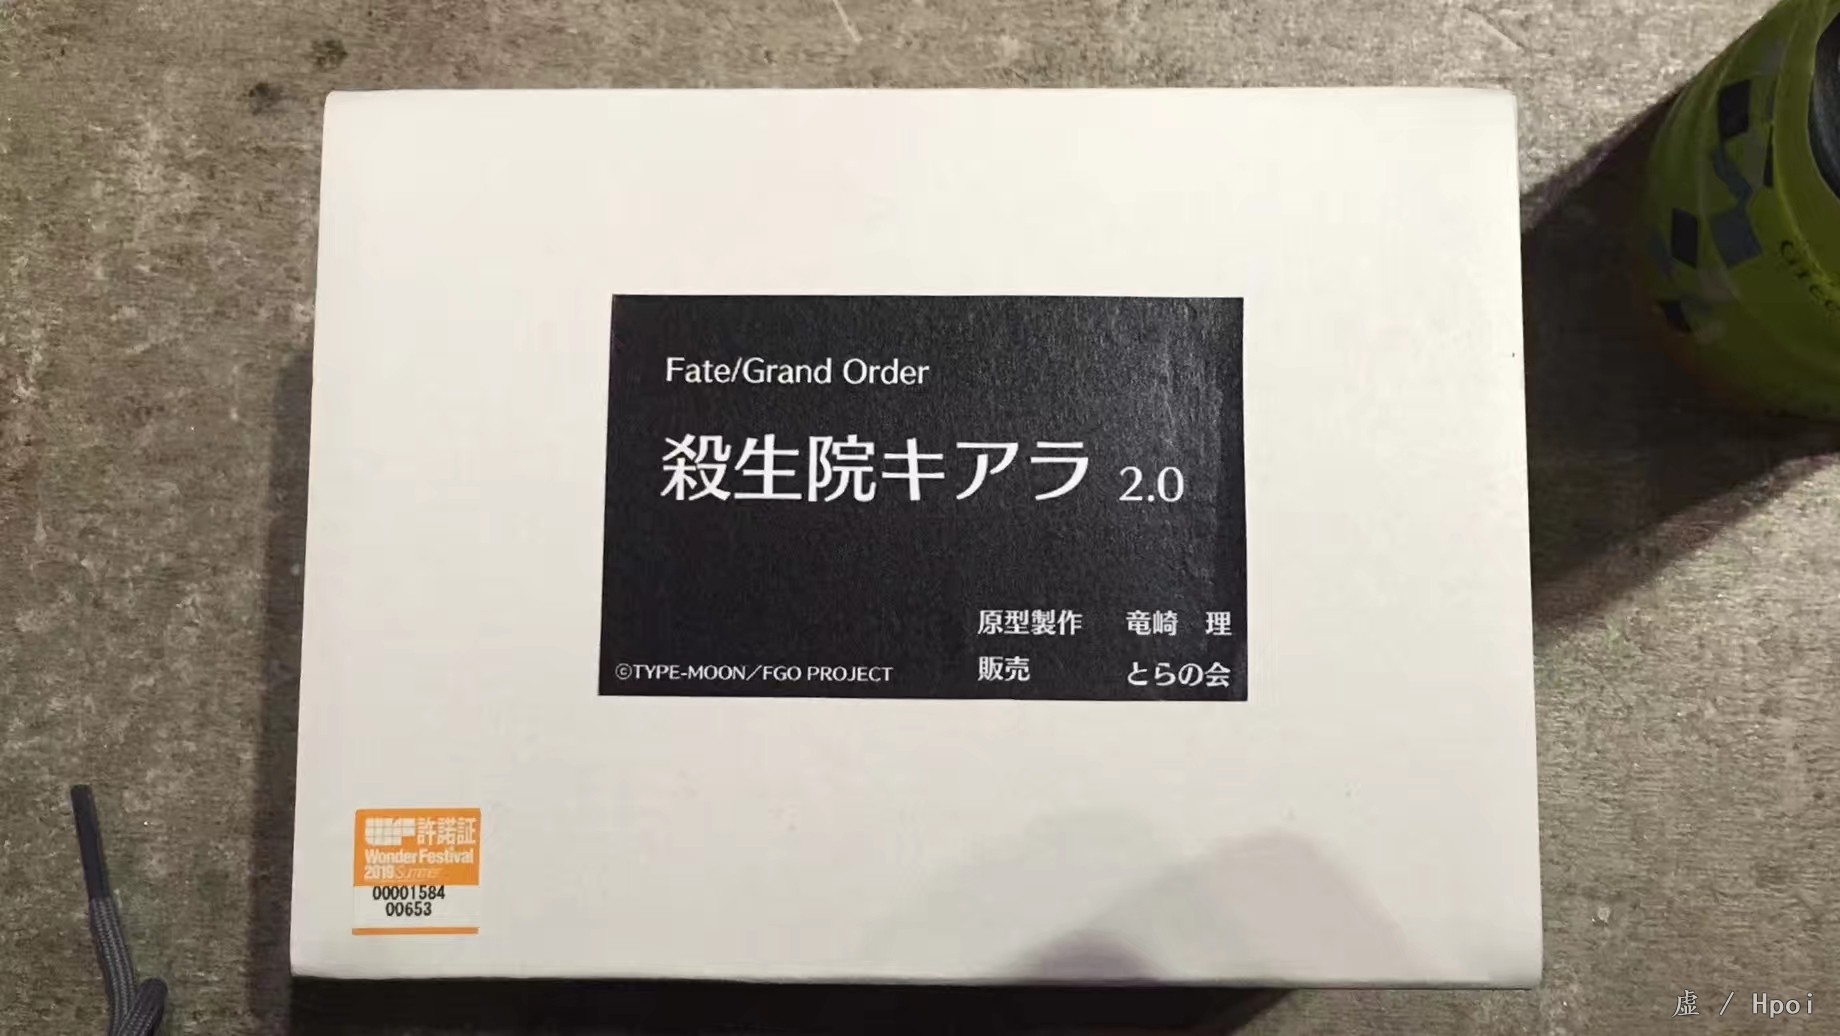 Fate/Grand Order
殺生院キアラ 2.0
原型製作 竜崎 理
販売 とらの会
©TYPE-MOON／FGO PROJECT
許諾証
Wonder Festival
2019 Summer
00001584
00653
虚 / Hpoi